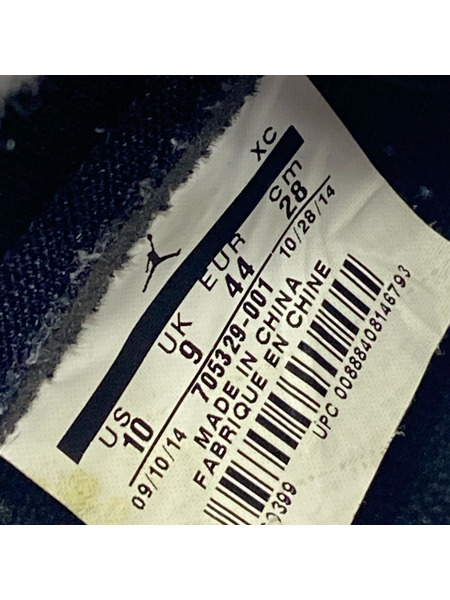 XC
US UK EUR cm
10 9 44 28
09/10/14 705329-001 10/28/14
MADE IN CHINA
FABRIQUE EN CHINE
UPC 00888408146793
0399